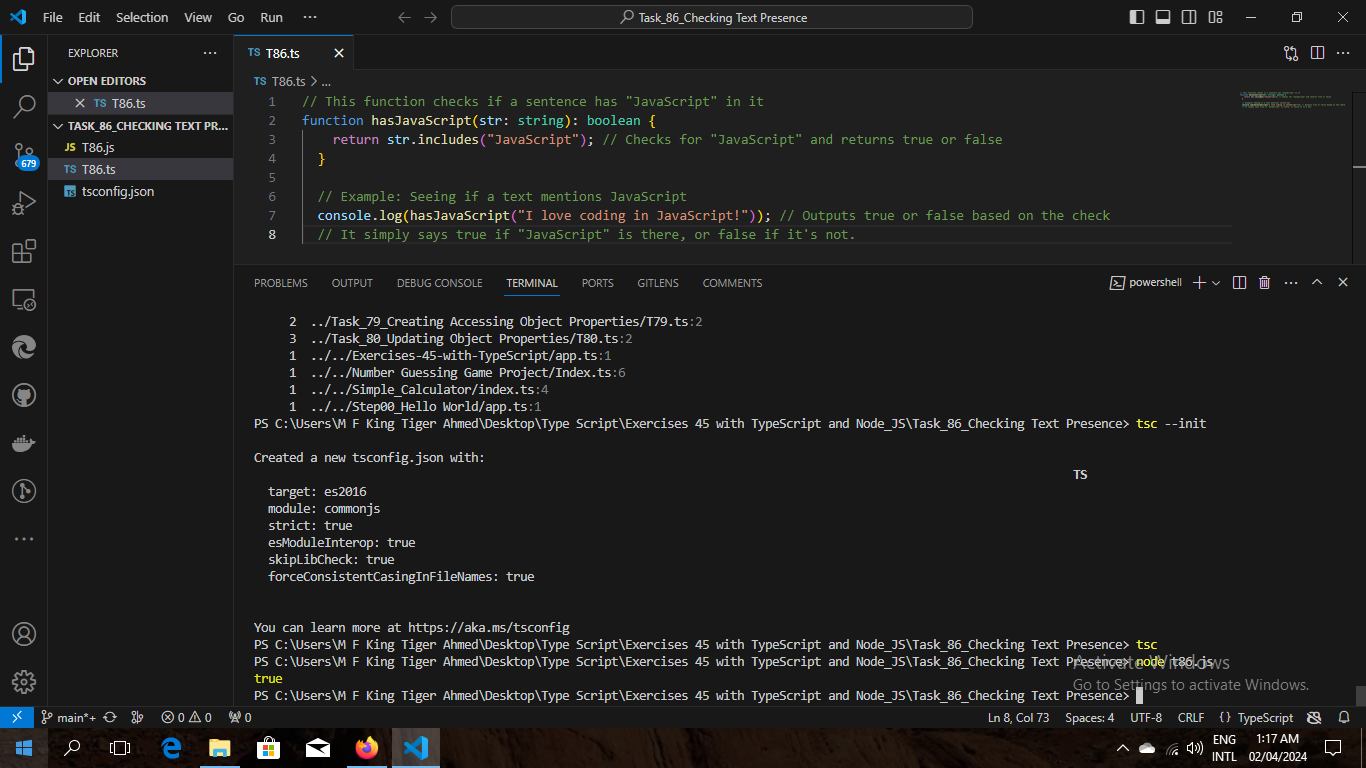 File Edit Selection View Go Run ··· Task_86_Checking Text Presence
EXPLORER
OPEN EDITORS
TS T86.ts
TASK_86_CHECKING TEXT PR...
JS T86.js
TS T86.ts
tsconfig.json
679
TS T86.ts
TS T86.ts > ...
1 // This function checks if a sentence has "JavaScript" in it
2 function hasJavaScript(str: string): boolean {
3 return str.includes("JavaScript"); // Checks for "JavaScript" and returns true or false
4 }
5
6 // Example: Seeing if a text mentions JavaScript
7 console.log(hasJavaScript("I love coding in JavaScript!")); // Outputs true or false based on the check
8 // It simply says true if "JavaScript" is there, or false if it's not.
PROBLEMS OUTPUT DEBUG CONSOLE TERMINAL PORTS GITLENS COMMENTS powershell
2 ../Task_79_Creating Accessing Object Properties/T79.ts:2
3 ../Task_80_Updating Object Properties/T80.ts:2
1 ../../Exercises-45-with-TypeScript/app.ts:1
1 ../../Number Guessing Game Project/Index.ts:6
1 ../../Simple_Calculator/index.ts:4
1 ../../Step00_Hello World/app.ts:1
PS C:\Users\M F King Tiger Ahmed\Desktop\Type Script\Exercises 45 with TypeScript and Node_JS\Task_86_Checking Text Presence> tsc --init
Created a new tsconfig.json with:
TS
target: es2016
module: commonjs
strict: true
esModuleInterop: true
skipLibCheck: true
forceConsistentCasingInFileNames: true
You can learn more at https://aka.ms/tsconfig
PS C:\Users\M F King Tiger Ahmed\Desktop\Type Script\Exercises 45 with TypeScript and Node_JS\Task_86_Checking Text Presence> tsc
PS C:\Users\M F King Tiger Ahmed\Desktop\Type Script\Exercises 45 with TypeScript and Node_JS\Task_86_Checking Text Presence> node t86.js
true
PS C:\Users\M F King Tiger Ahmed\Desktop\Type Script\Exercises 45 with TypeScript and Node_JS\Task_86_Checking Text Presence>
Activate Windows
Go to Settings to activate Windows.
main*+ 0 0 0 Ln 8, Col 73 Spaces: 4 UTF-8 CRLF {} TypeScript
ENG 1:17 AM
INTL 02/04/2024